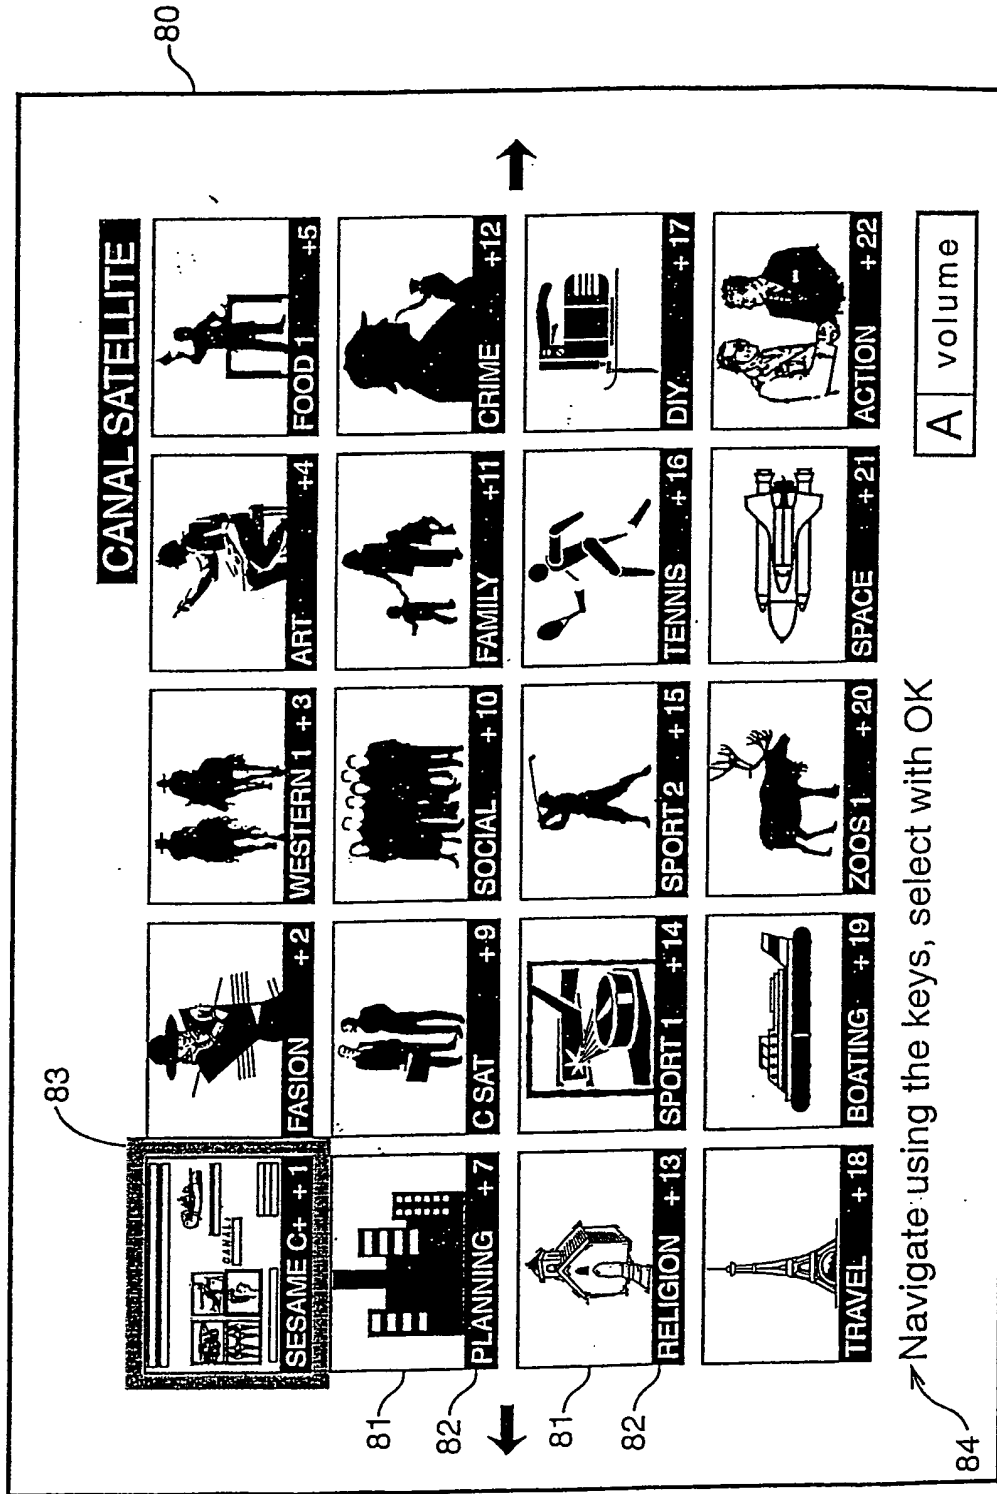 80
CANAL SATELLITE
83
SESAME C+ + 1
FASION + 2
WESTERN 1 + 3
ART +4
FOOD 1 +5
81
82
PLANNING + 7
C SAT + 9
SOCIAL + 10
FAMILY +11
CRIME +12
81
82
RELIGION + 13
SPORT 1 + 14
SPORT 2 + 15
TENNIS + 16
DIY + 17
TRAVEL + 18
BOATING + 19
ZOOS 1 + 20
SPACE + 21
ACTION + 22
84
Navigate using the keys, select with OK
A volume